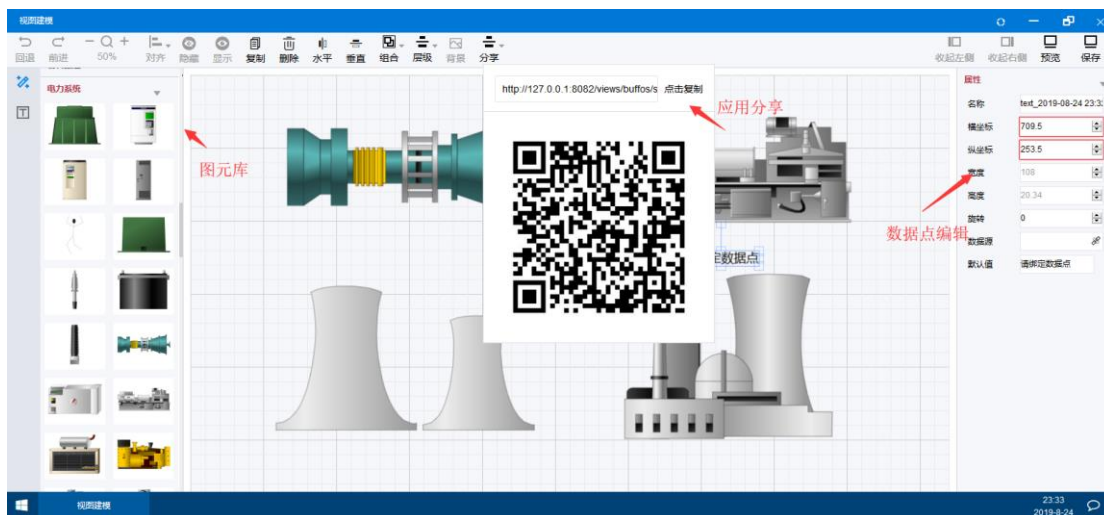 视图建模
回退 前进 50% 对齐 隐藏 显示 复制 删除 水平 垂直 组合 层级 背景 分享 收起左侧 收起右侧 预览 保存
电力系统
属性
http://127.0.0.1:8082/views/buffos/s 点击复制
应用分享
图元库
名称 text_2019-08-24 23:3
横坐标 709.5
纵坐标 253.5
宽度 108
高度 20.34
旋转 0
数据点编辑
数据源
定数据点
默认值 请绑定数据点
视图建模
23:33
2019-8-24